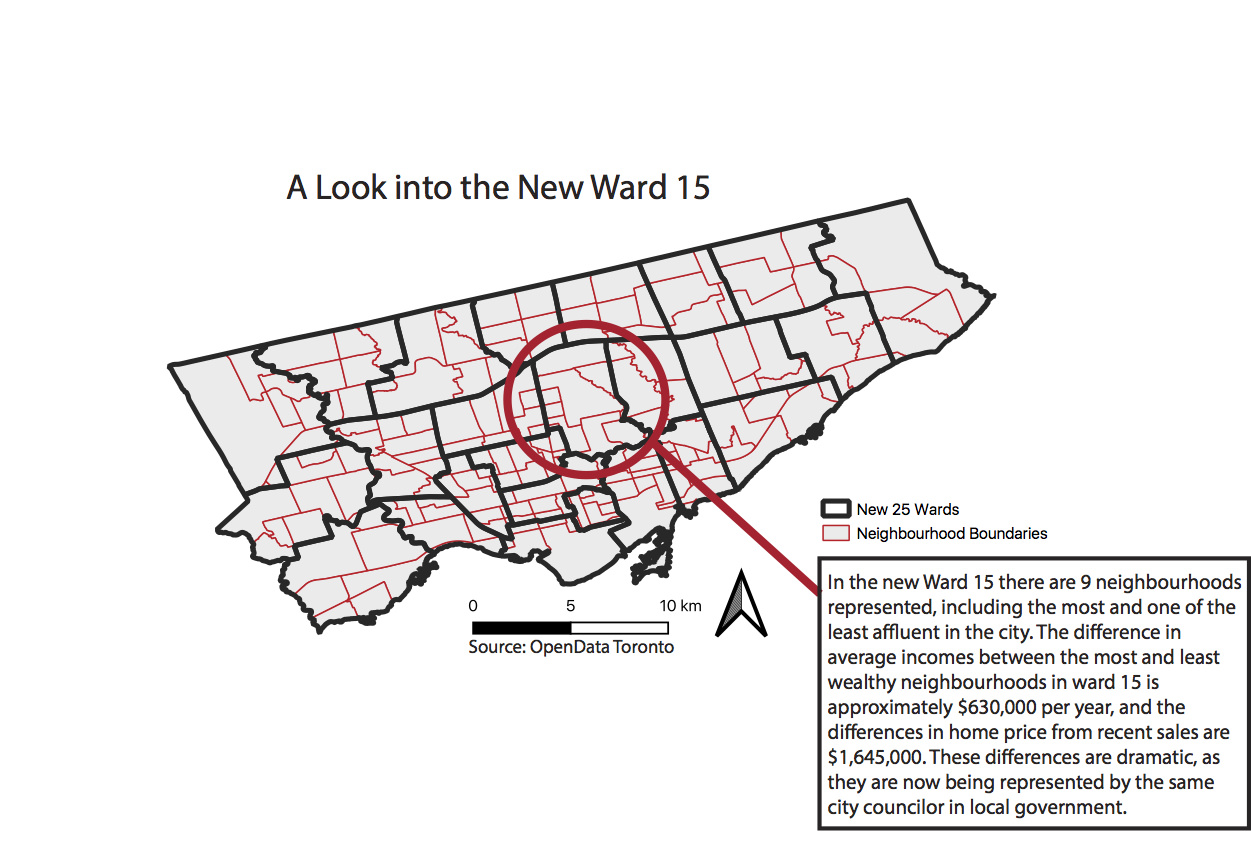 A Look into the New Ward 15
New 25 Wards
Neighbourhood Boundaries
0 5 10 km
Source: OpenData Toronto
In the new Ward 15 there are 9 neighbourhoods
represented, including the most and one of the
least affluent in the city. The difference in
average incomes between the most and least
wealthy neighbourhoods in ward 15 is
approximately $630,000 per year, and the
differences in home price from recent sales are
$1,645,000. These differences are dramatic, as
they are now being represented by the same
city councilor in local government.